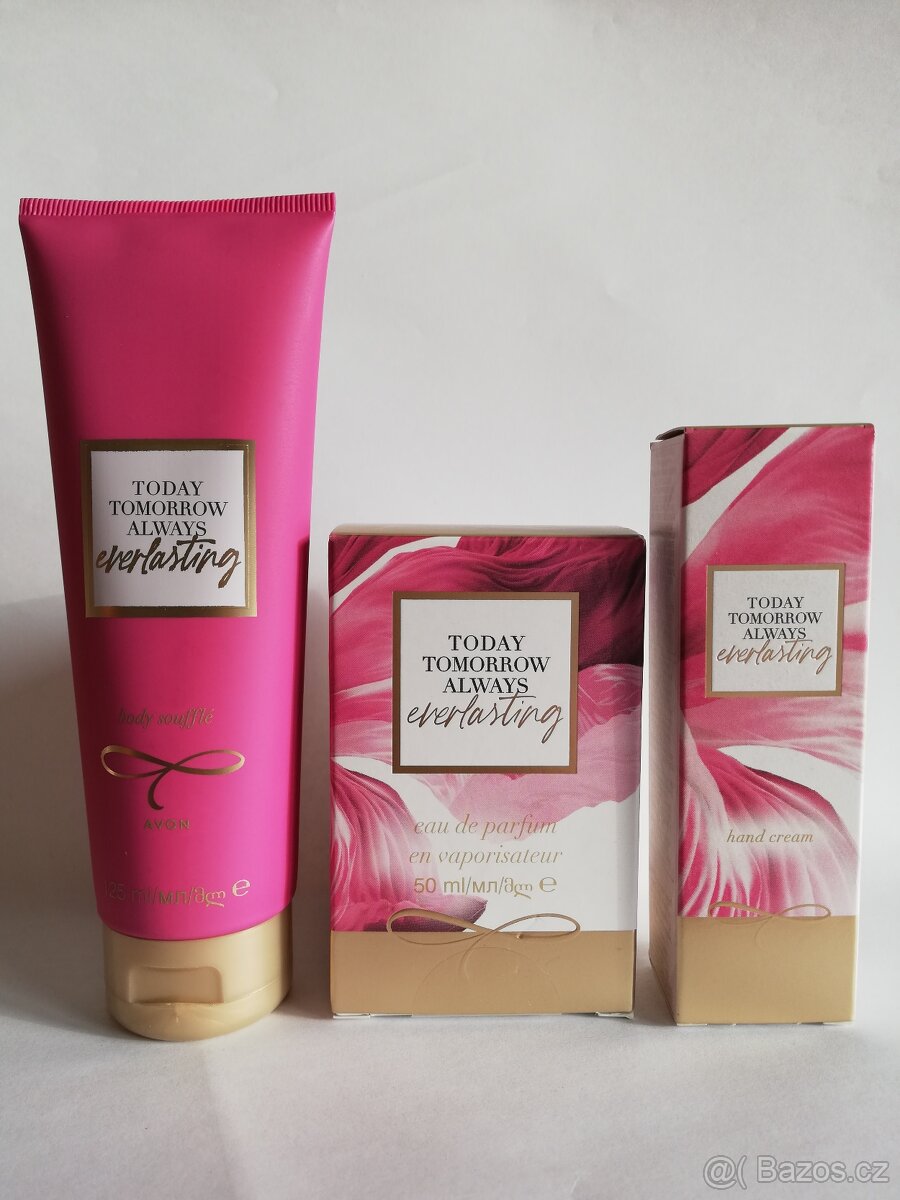 TODAY
TOMORROW
ALWAYS
everlasting
body soufflé
AVON
125 ml/мл/მლ e
TODAY
TOMORROW
ALWAYS
everlasting
eau de parfum
en vaporisateur
50 ml/мл/მლ e
TODAY
TOMORROW
ALWAYS
everlasting
hand cream
@( Bazos.cz